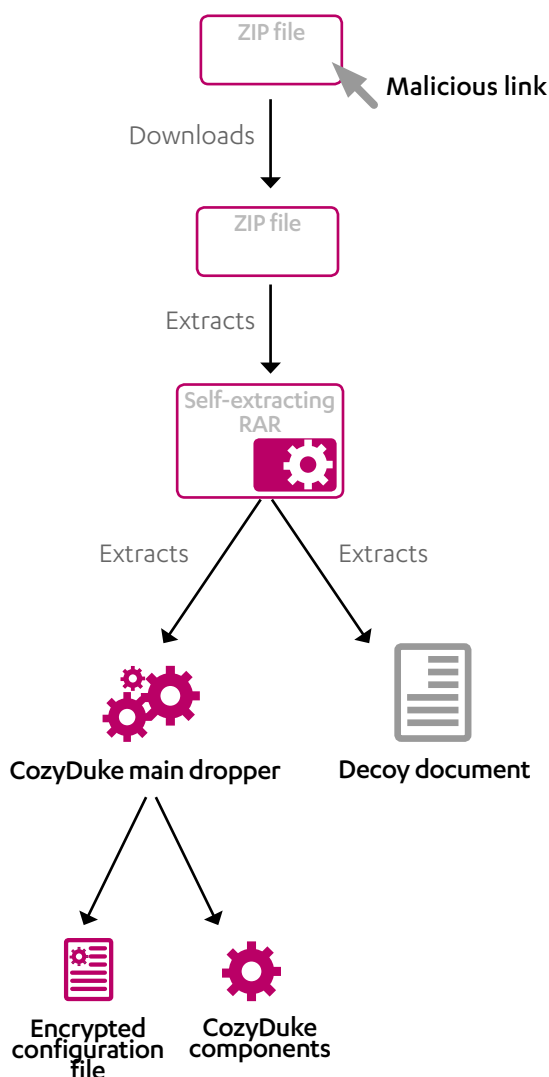 ZIP file
Malicious link
Downloads
ZIP file
Extracts
Self-extracting
RAR
Extracts
Extracts
CozyDuke main dropper
Decoy document
Encrypted
configuration
file
CozyDuke
components